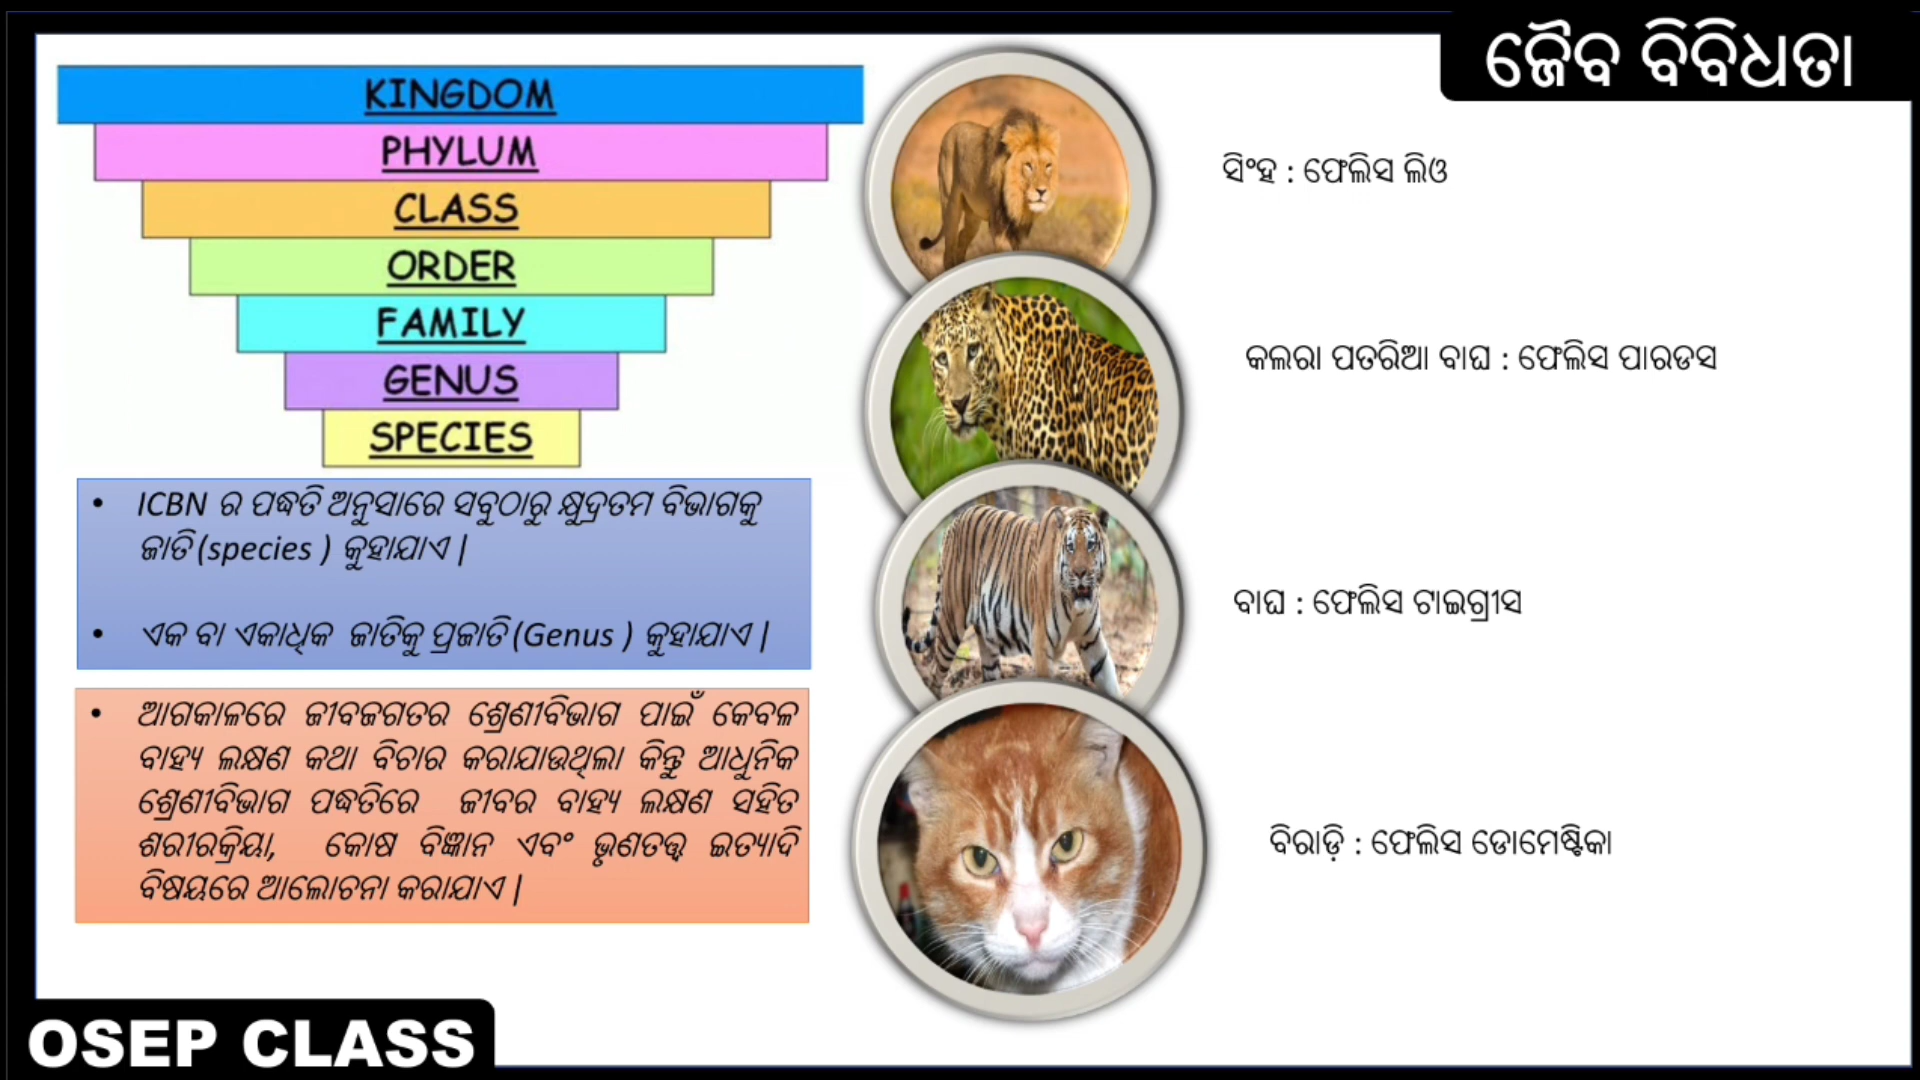 ଜୈବ ବିବିଧତା
KINGDOM
PHYLUM
CLASS
ORDER
FAMILY
GENUS
SPECIES
• ICBN ର ପଦ୍ଧତି ଅନୁସାରେ ସବୁଠାରୁ କ୍ଷୁଦ୍ରତମ ବିଭାଗକୁ
ଜାତି (species ) କୁହାଯାଏ |
• ଏକ ବା ଏକାଧିକ ଜାତିକୁ ପ୍ରଜାତି (Genus ) କୁହାଯାଏ |
• ଆଗକାଳରେ ଜୀବଜଗତର ଶ୍ରେଣୀବିଭାଗ ପାଇଁ କେବଳ
ବାହ୍ୟ ଲକ୍ଷଣ କଥା ବିଚାର କରାଯାଉଥିଲା କିନ୍ତୁ ଆଧୁନିକ
ଶ୍ରେଣୀବିଭାଗ ପଦ୍ଧତିରେ ଜୀବର ବାହ୍ୟ ଲକ୍ଷଣ ସହିତ
ଶରୀରକ୍ରିୟା, କୋଷ ବିଜ୍ଞାନ ଏବଂ ଭୃଣତତ୍ତ୍ୱ ଇତ୍ୟାଦି
ବିଷୟରେ ଆଲୋଚନା କରାଯାଏ |
ସିଂହ : ଫେଲିସ ଲିଓ
କଲରା ପତରିଆ ବାଘ : ଫେଲିସ ପାରଡସ
ବାଘ : ଫେଲିସ ଟାଇଗ୍ରୀସ
ବିରାଡ଼ି : ଫେଲିସ ଡୋମେଷ୍ଟିକା
OSEP CLASS